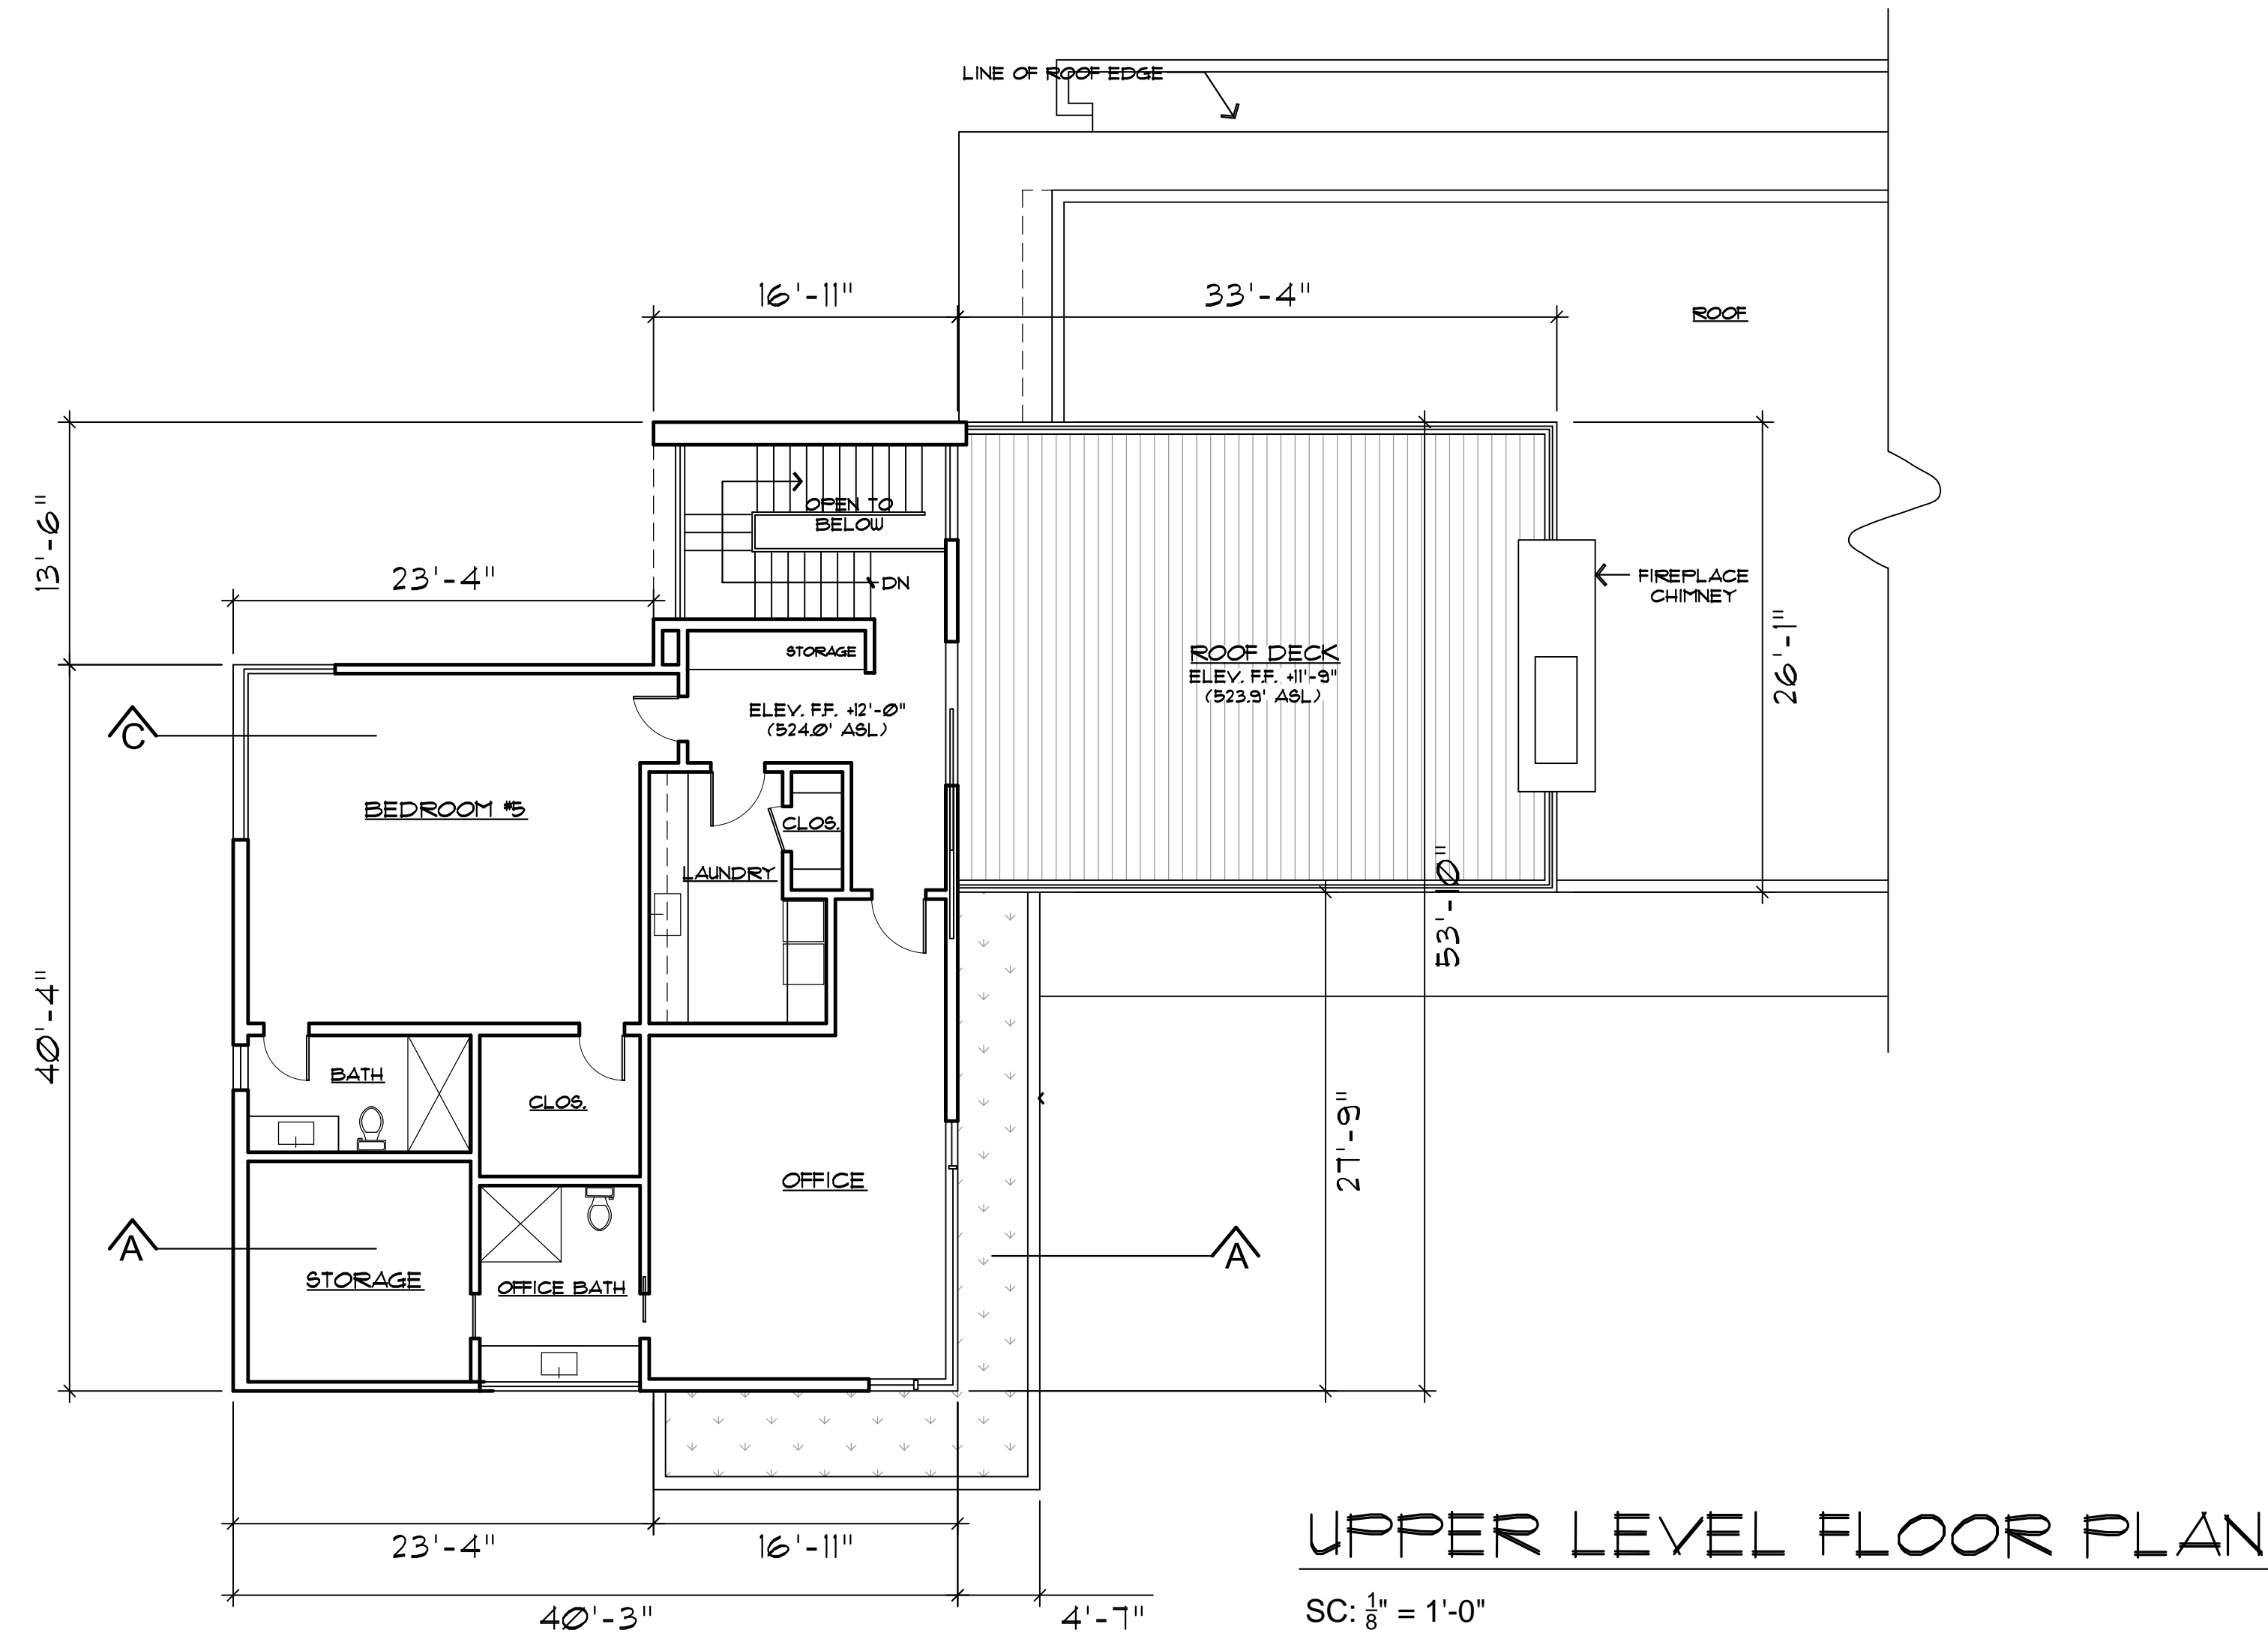 LINE OF ROOF EDGE
16'-11"
33'-4"
ROOF
13'-6"
OPEN TO
BELOW
23'-4"
DN
FIREPLACE
CHIMNEY
STORAGE
ROOF DECK
ELEV. F.F. +11'-9"
(523.9' ASL)
26'-1"
ELEV. F.F. +12'-0"
(524.0' ASL)
C
BEDROOM #5
CLOS.
LAUNDRY
53'-10"
40'-4"
BATH
CLOS.
27'-9"
OFFICE
A
A
STORAGE
OFFICE BATH
23'-4"
16'-11"
UPPER LEVEL FLOOR PLAN
40'-3"
4'-7"
SC: 1/8" = 1'-0"